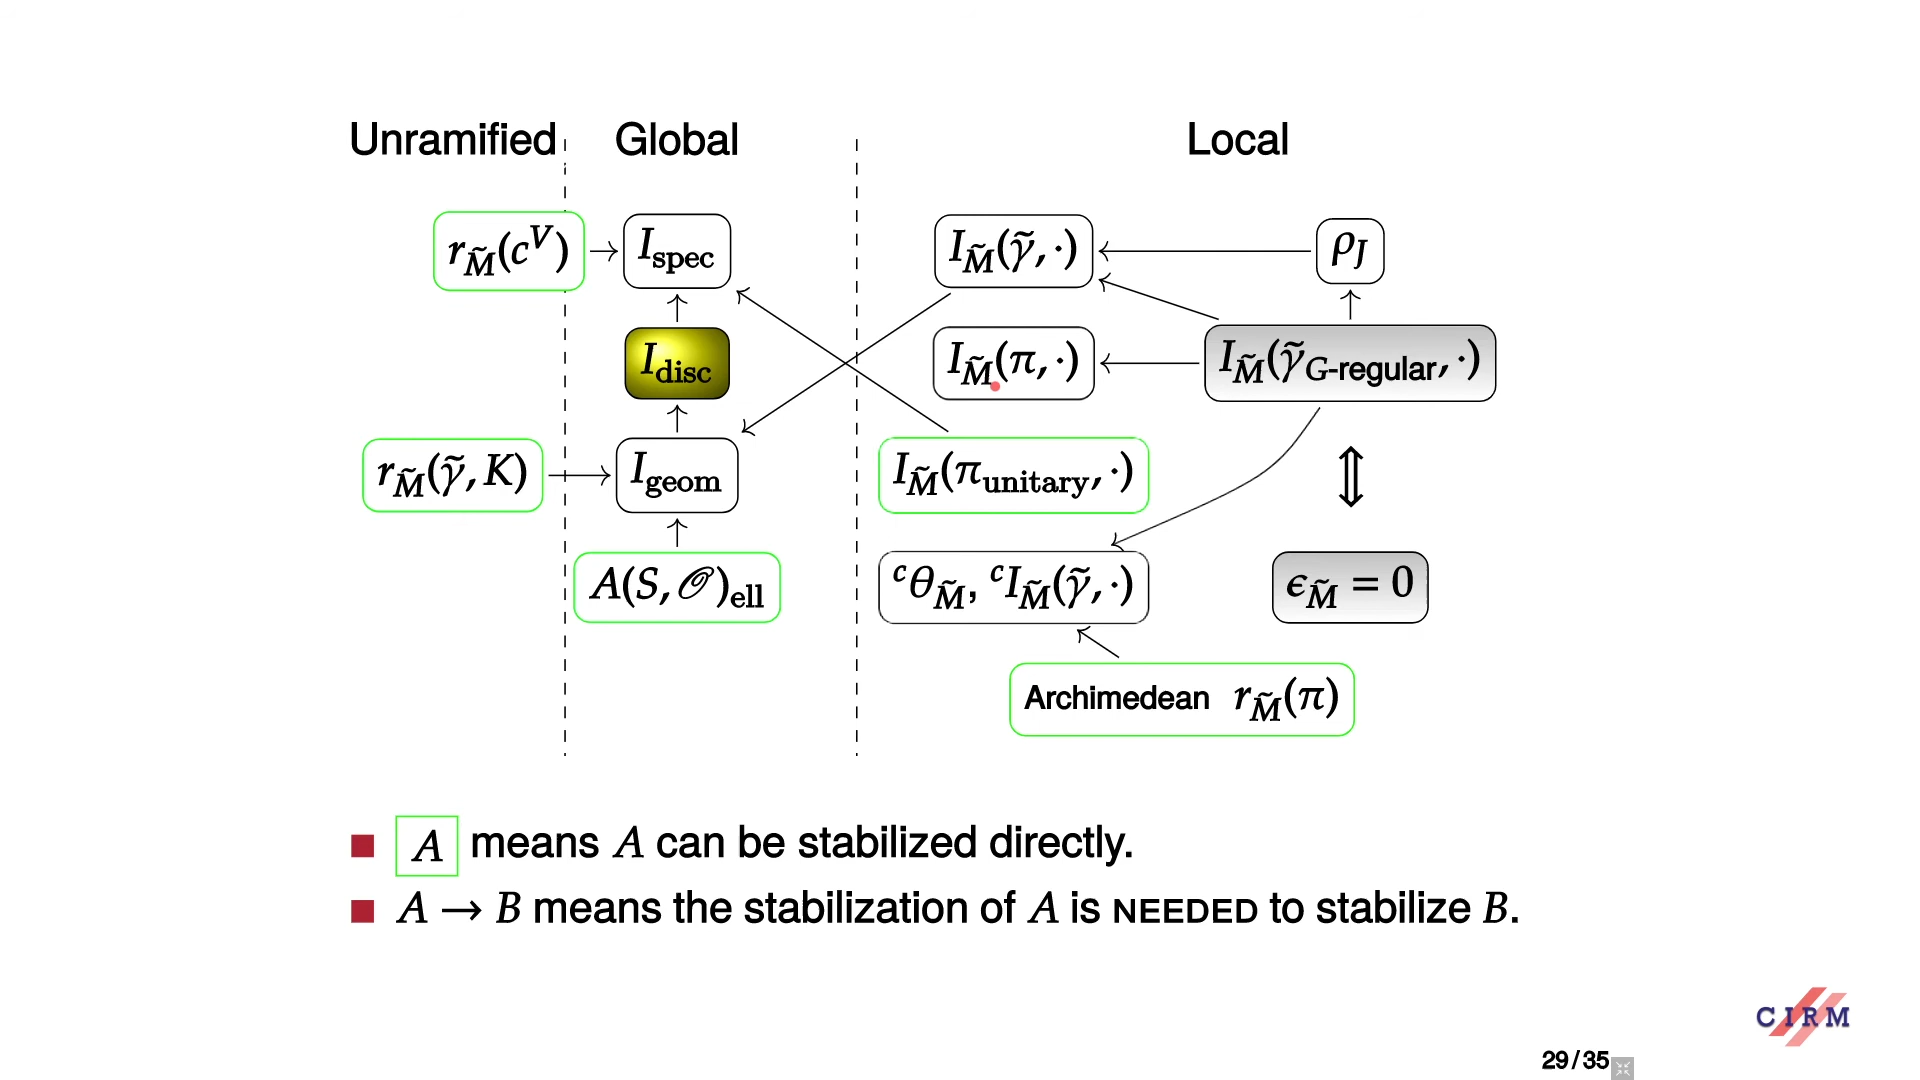 Unramified Global Local
r_M̃(c^V) → I_spec I_M̃(γ̃, ·) ρ_J
I_disc I_M̃(π, ·) I_M̃(γ̃_G-regular, ·)
r_M̃(γ̃, K) → I_geom I_M̃(π_unitary, ·) ⇕
A(S, 𝒪)_ell ^cθ_M̃, ^cI_M̃(γ̃, ·) ϵ_M̃ = 0
Archimedean r_M̃(π)
A means A can be stabilized directly.
A → B means the stabilization of A is NEEDED to stabilize B.
CIRM
29 / 35